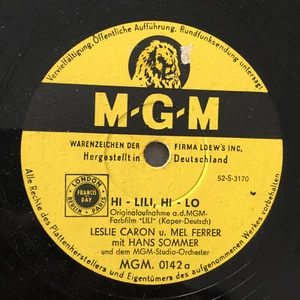 Vervielfältigung, Öffentliche Aufführung, Rundfunksendung untersagt
M-G-M
WARENZEICHEN DER FIRMA LOEW'S INC.
Hergestellt in Deutschland
52-S-3170
LONDON
FRANCIS
DAY
BERLIN
PARIS
HI - LILI, HI - LO
Originalaufnahme a.d.MGM-
Farbfilm "LILI" (Kaper-Deutsch)
LESLIE CARON u. MEL FERRER
mit HANS SOMMER
und dem MGM-Studio-Orchester
MGM. 0142 a
Alle Rechte des Plattenherstellers und Eigentümers des aufgenommenen Werkes vorbehalten